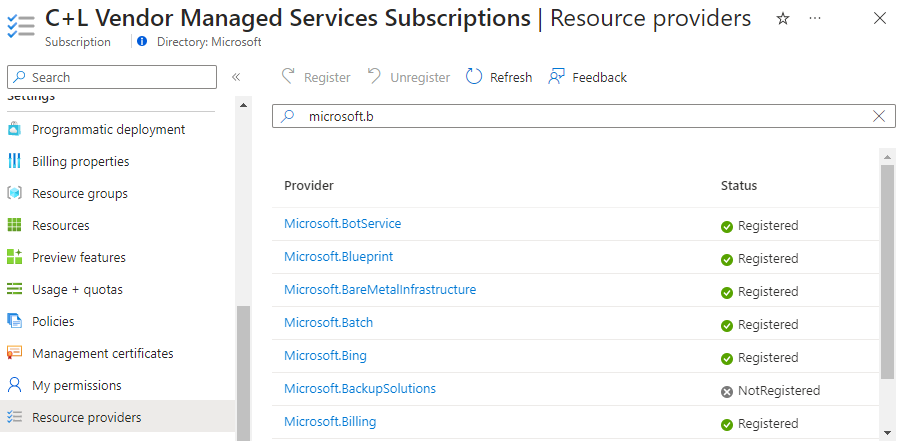 C+L Vendor Managed Services Subscriptions | Resource providers
Subscription Directory: Microsoft
Search
Register Unregister Refresh Feedback
Settings
microsoft.b
Programmatic deployment
Billing properties
Resource groups
Resources
Preview features
Usage + quotas
Policies
Management certificates
My permissions
Resource providers
Provider Status
Microsoft.BotService Registered
Microsoft.Blueprint Registered
Microsoft.BareMetalInfrastructure Registered
Microsoft.Batch Registered
Microsoft.Bing Registered
Microsoft.BackupSolutions NotRegistered
Microsoft.Billing Registered